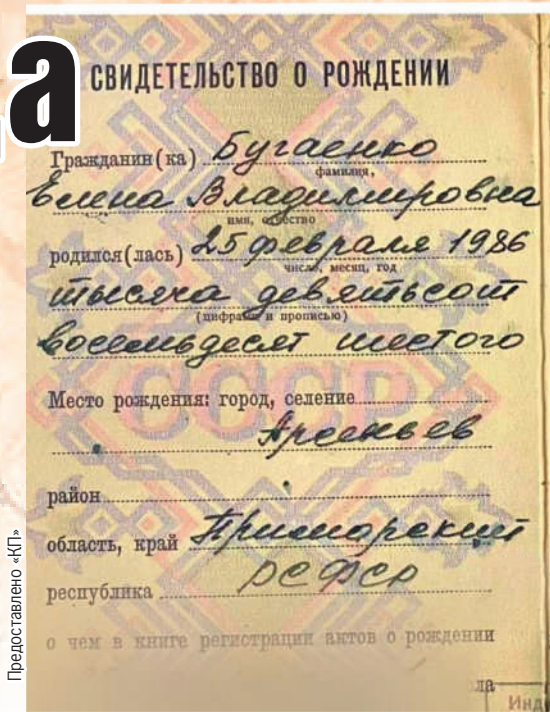 а
СВИДЕТЕЛЬСТВО О РОЖДЕНИИ
Гражданин(ка) Бугаенко
фамилия,
Елена Владимировна
имя, отчество
родился(лась) 25 февраля 1986
число, месяц, год
тысяча девятьсот
(цифрами и прописью)
восемьдесят шестого
СССР
Место рождения: город, селение
Арсеньев
район
область, край Приморский
республика РСФСР
о чем в книге регистрации актов о рождении
ла
Инд
Предоставлено «КП»